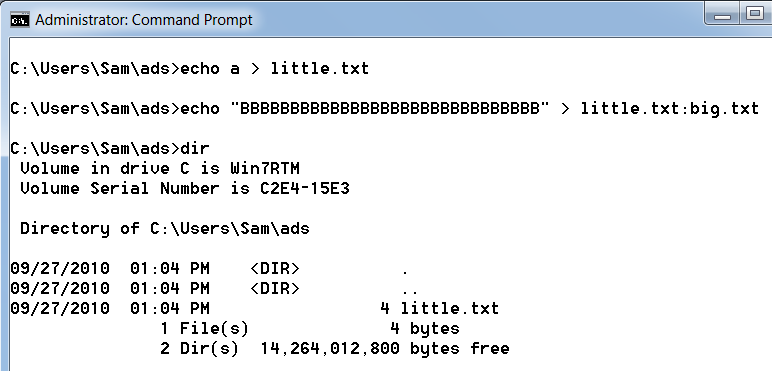 Administrator: Command Prompt
C:\Users\Sam\ads>echo a > little.txt
C:\Users\Sam\ads>echo "BBBBBBBBBBBBBBBBBBBBBBBBBBBBBB" > little.txt:big.txt
C:\Users\Sam\ads>dir
 Volume in drive C is Win7RTM
 Volume Serial Number is C2E4-15E3
 Directory of C:\Users\Sam\ads
09/27/2010  01:04 PM    <DIR>          .
09/27/2010  01:04 PM    <DIR>          ..
09/27/2010  01:04 PM                 4 little.txt
               1 File(s)              4 bytes
               2 Dir(s)  14,264,012,800 bytes free